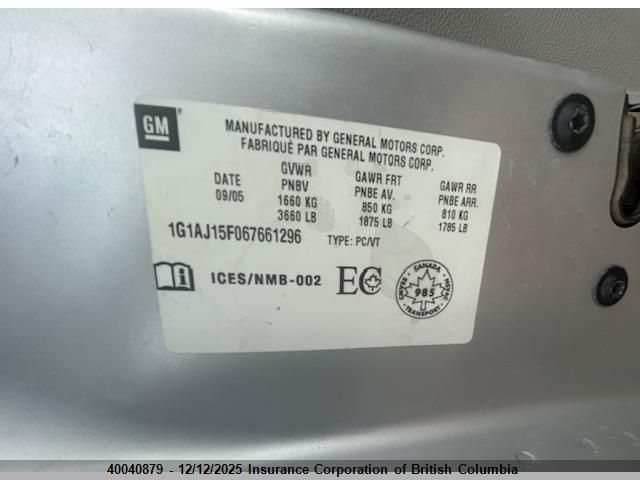 GM
MANUFACTURED BY GENERAL MOTORS CORP.
FABRIQUÉ PAR GENERAL MOTORS CORP.
DATE
09/05
GVWR
PNBV
1660 KG
3660 LB
GAWR FRT
PNBE AV.
850 KG
1875 LB
GAWR RR
PNBE ARR.
810 KG
1785 LB
1G1AJ15F067661296 TYPE: PC/VT
ICES/NMB-002 EC
CANADA
CMVSS
985
NSVAC
TRANSPORT
40040879 - 12/12/2025 Insurance Corporation of British Columbia